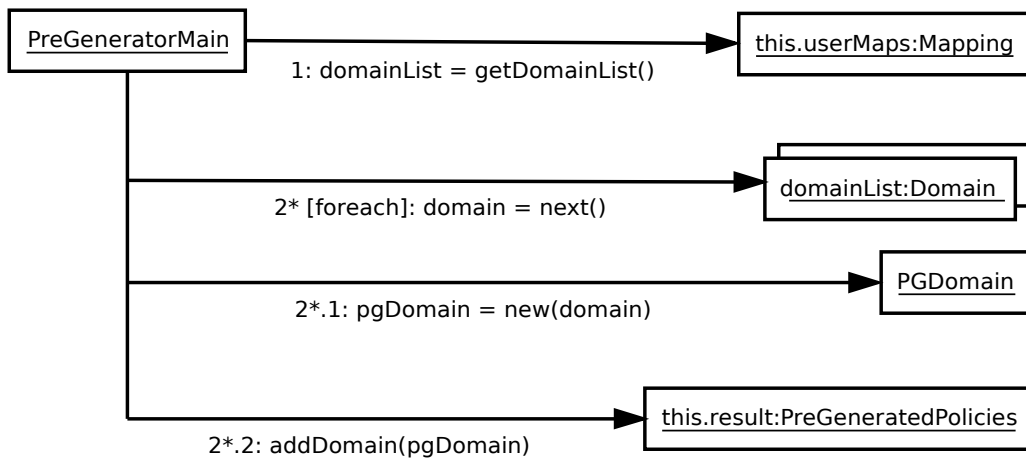 PreGeneratorMain
this.userMaps:Mapping
1: domainList = getDomainList()
domainList:Domain
2* [foreach]: domain = next()
PGDomain
2*.1: pgDomain = new(domain)
this.result:PreGeneratedPolicies
2*.2: addDomain(pgDomain)